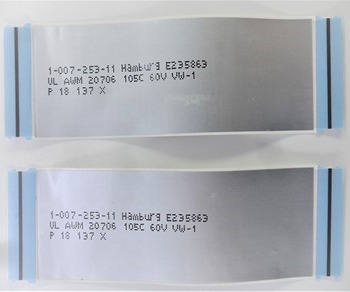 1-007-253-11 Hamburg E235863
UL AWM 20706 105C 60V VW-1
P 18 137 X
1-007-253-11 Hamburg E235863
UL AWM 20706 105C 60V VW-1
P 18 137 X